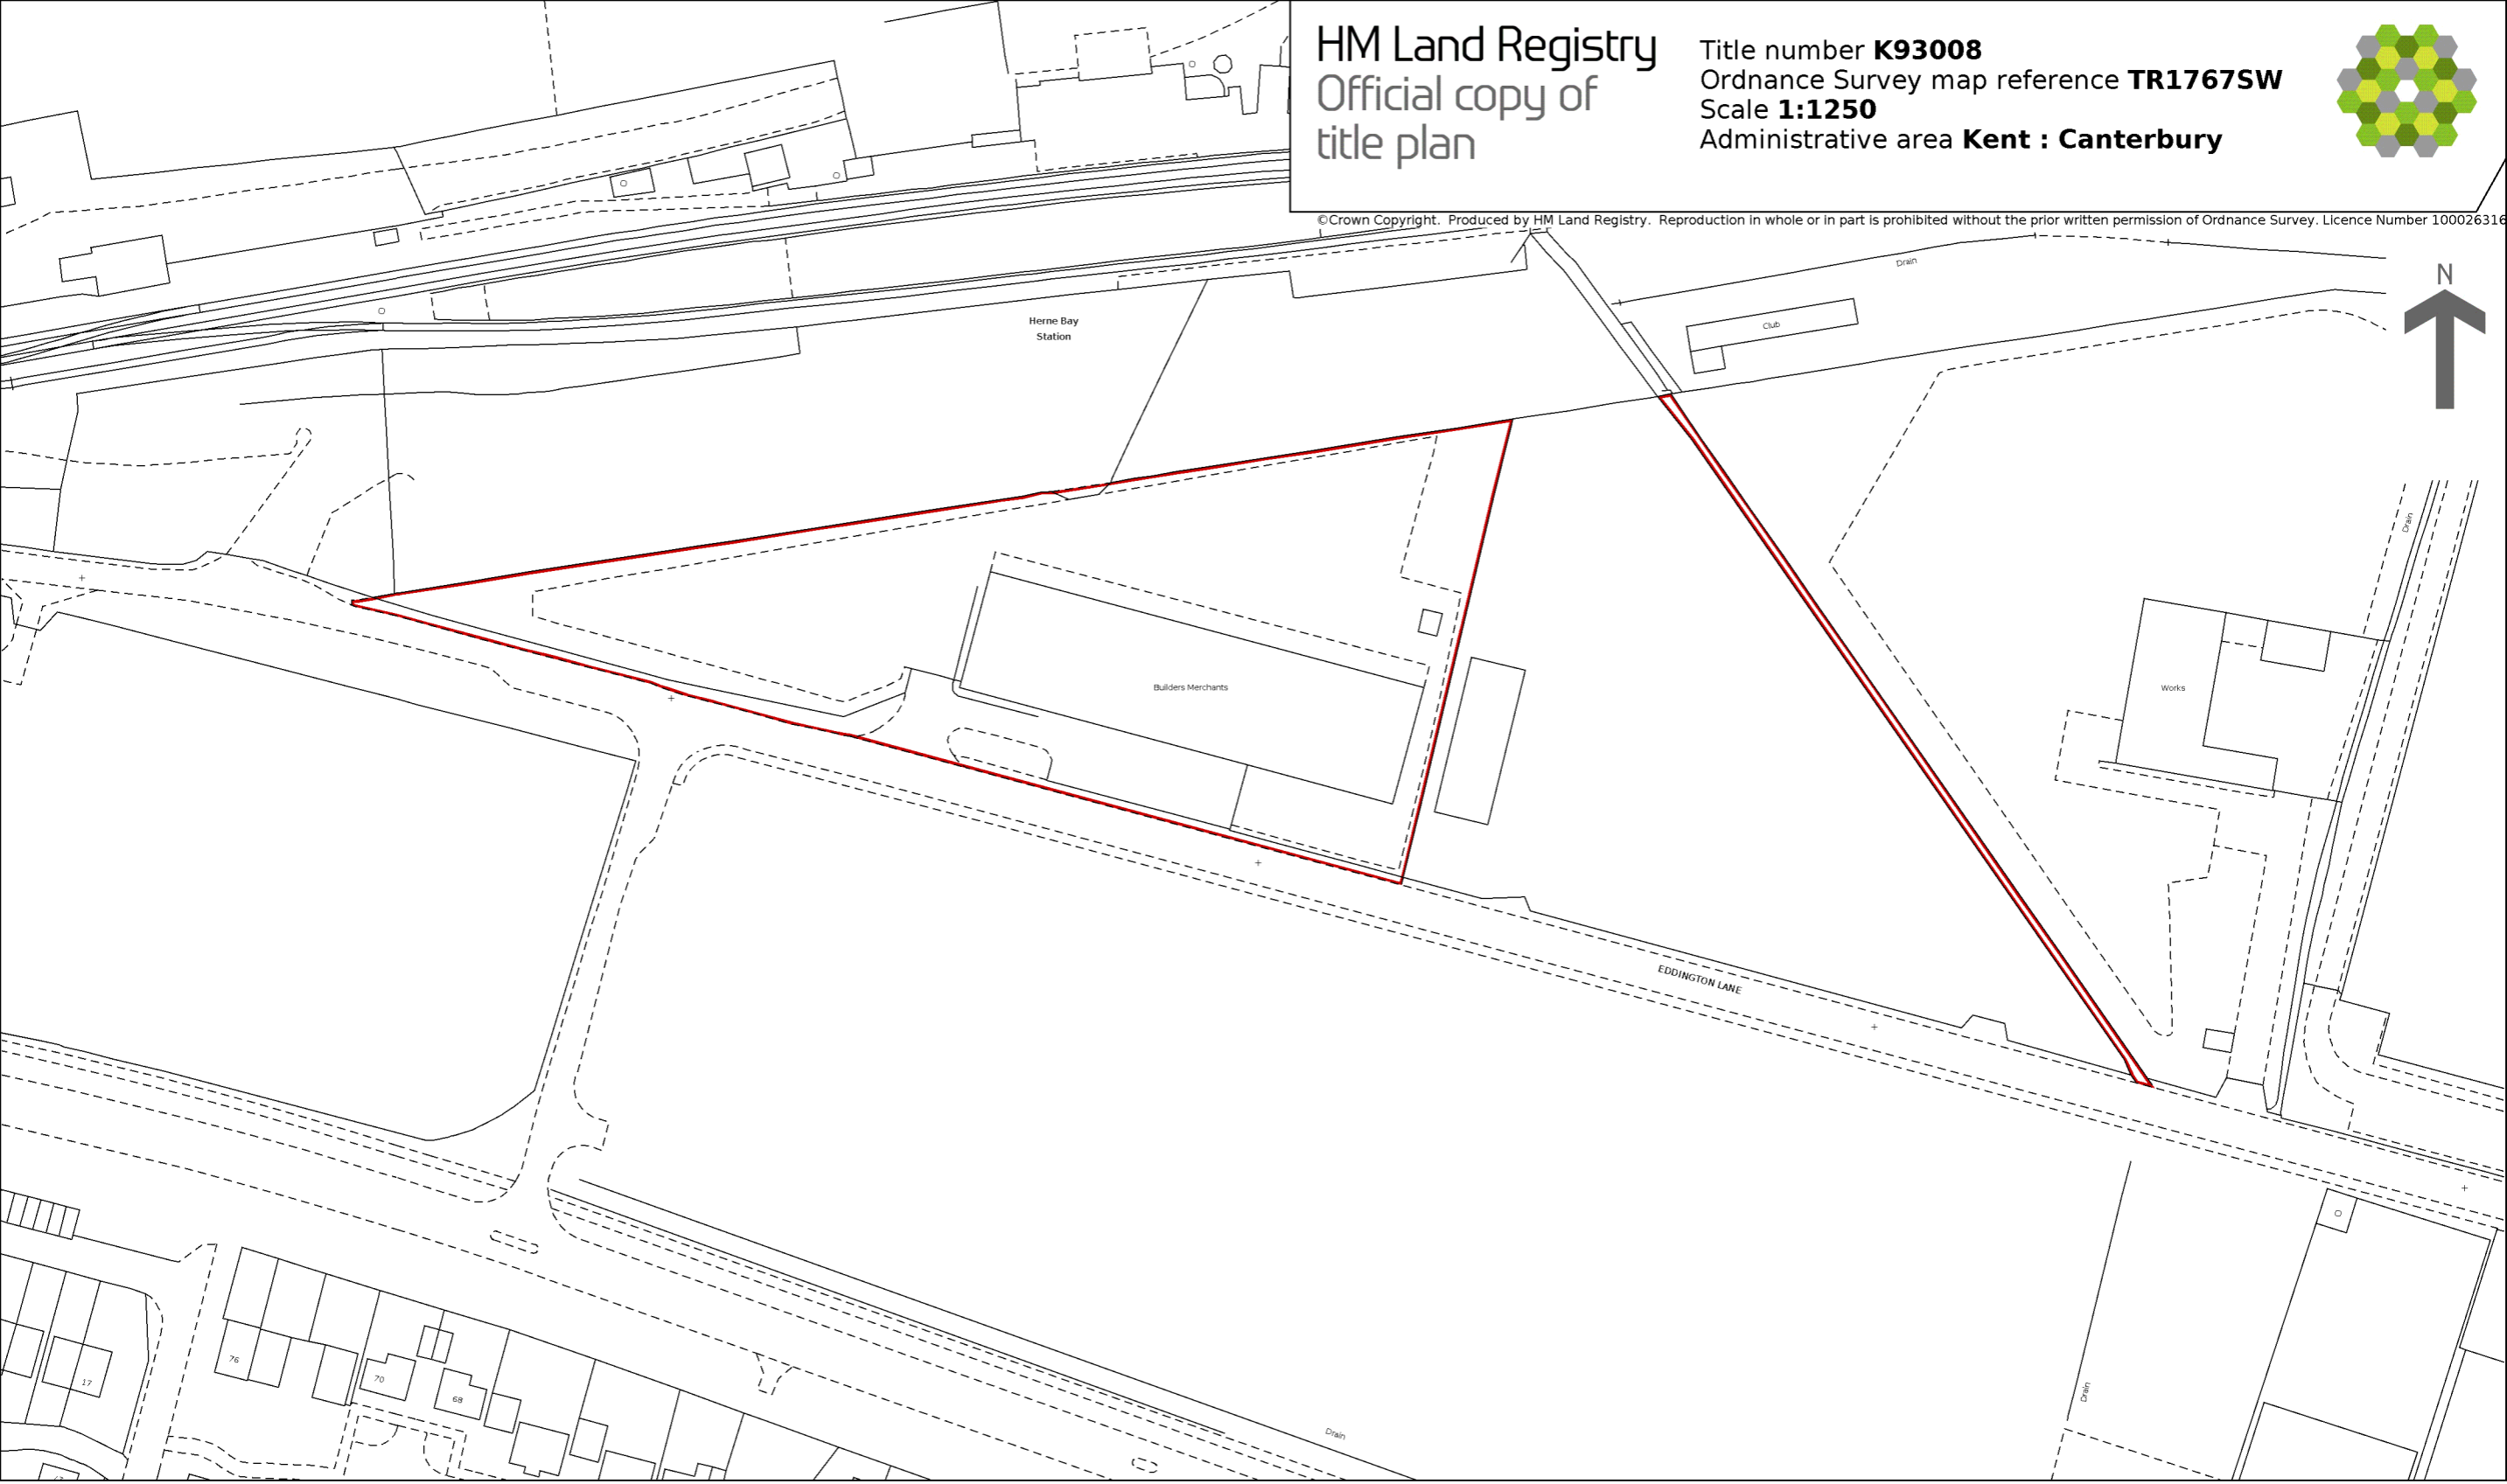 HM Land Registry
Official copy of
title plan
Title number K93008
Ordnance Survey map reference TR1767SW
Scale 1:1250
Administrative area Kent : Canterbury
©Crown Copyright. Produced by HM Land Registry. Reproduction in whole or in part is prohibited without the prior written permission of Ordnance Survey. Licence Number 100026316
N
Drain
Club
Herne Bay
Station
Drain
Builders Merchants
Works
EDDINGTON LANE
76
70
68
17
Drain
Drain